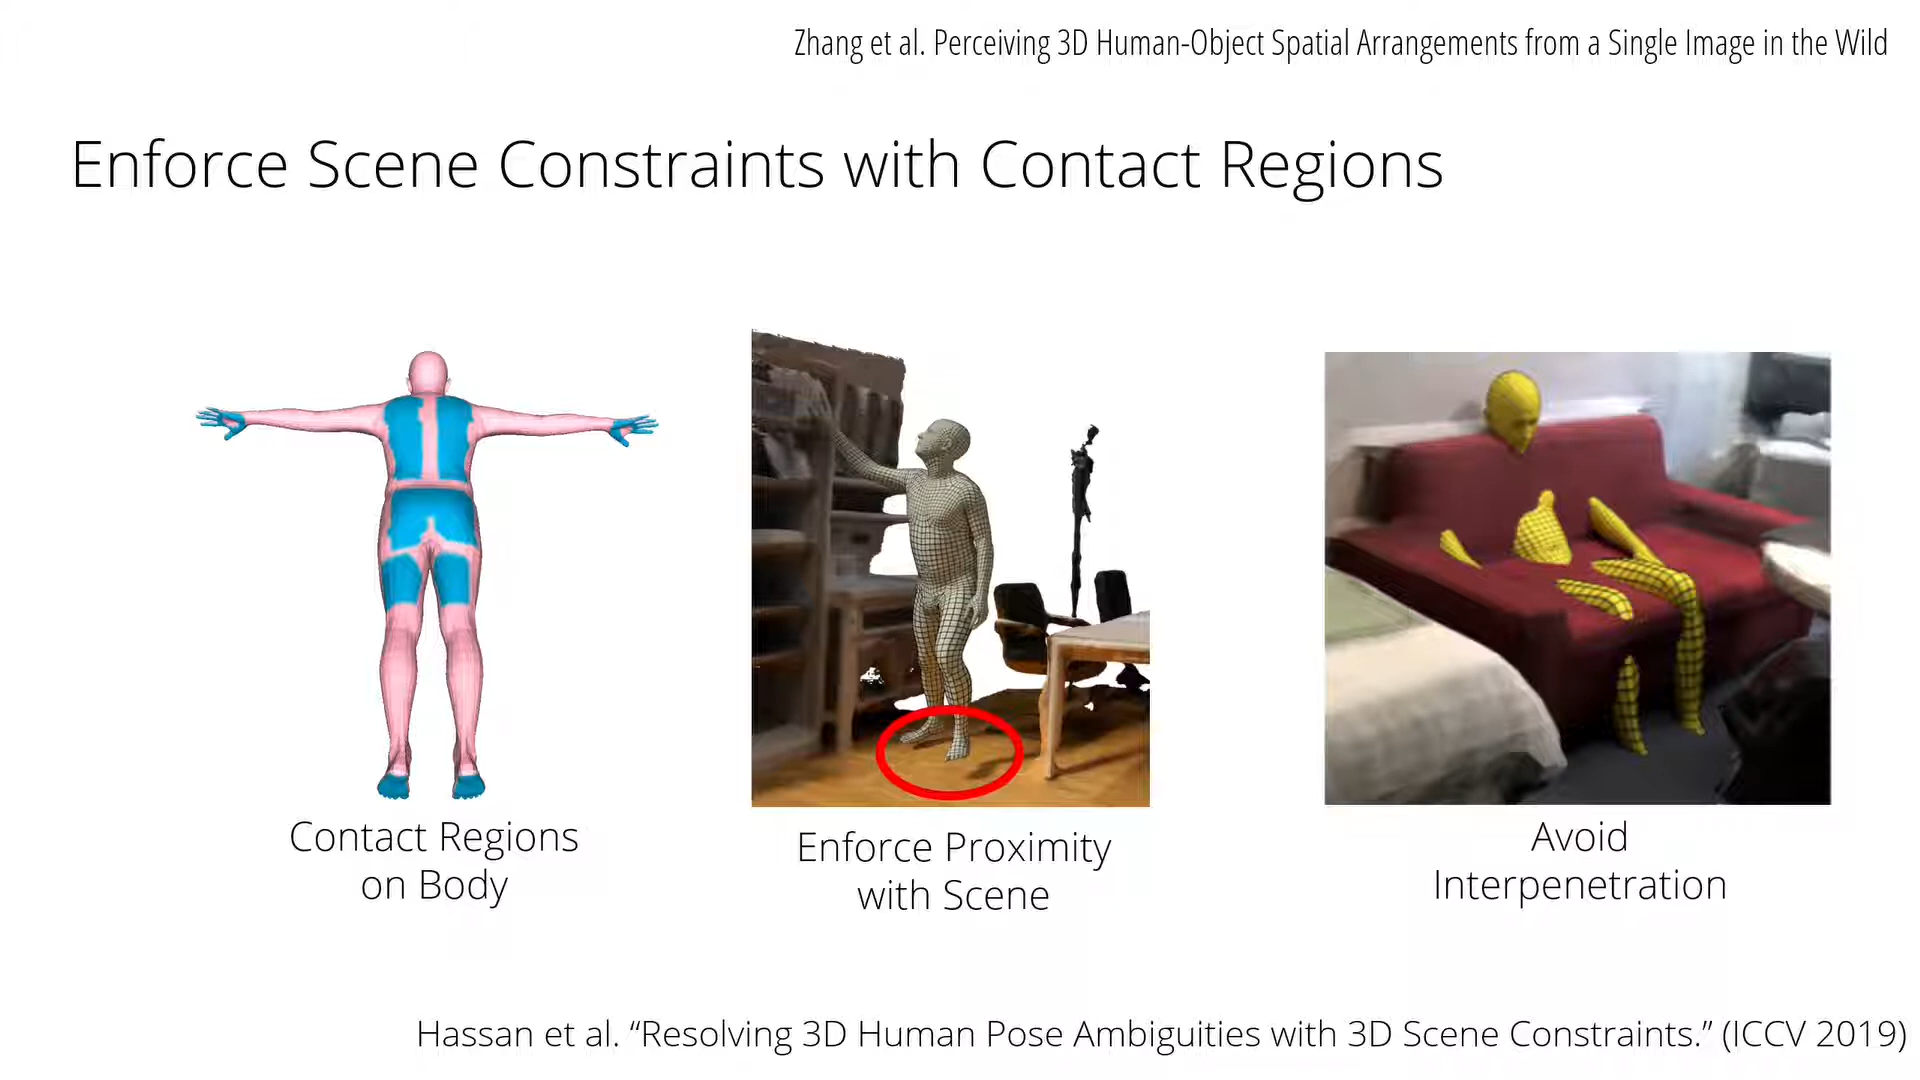 Zhang et al. Perceiving 3D Human-Object Spatial Arrangements from a Single Image in the Wild
Enforce Scene Constraints with Contact Regions
Contact Regions
on Body
Enforce Proximity
with Scene
Avoid
Interpenetration
Hassan et al. “Resolving 3D Human Pose Ambiguities with 3D Scene Constraints.” (ICCV 2019)